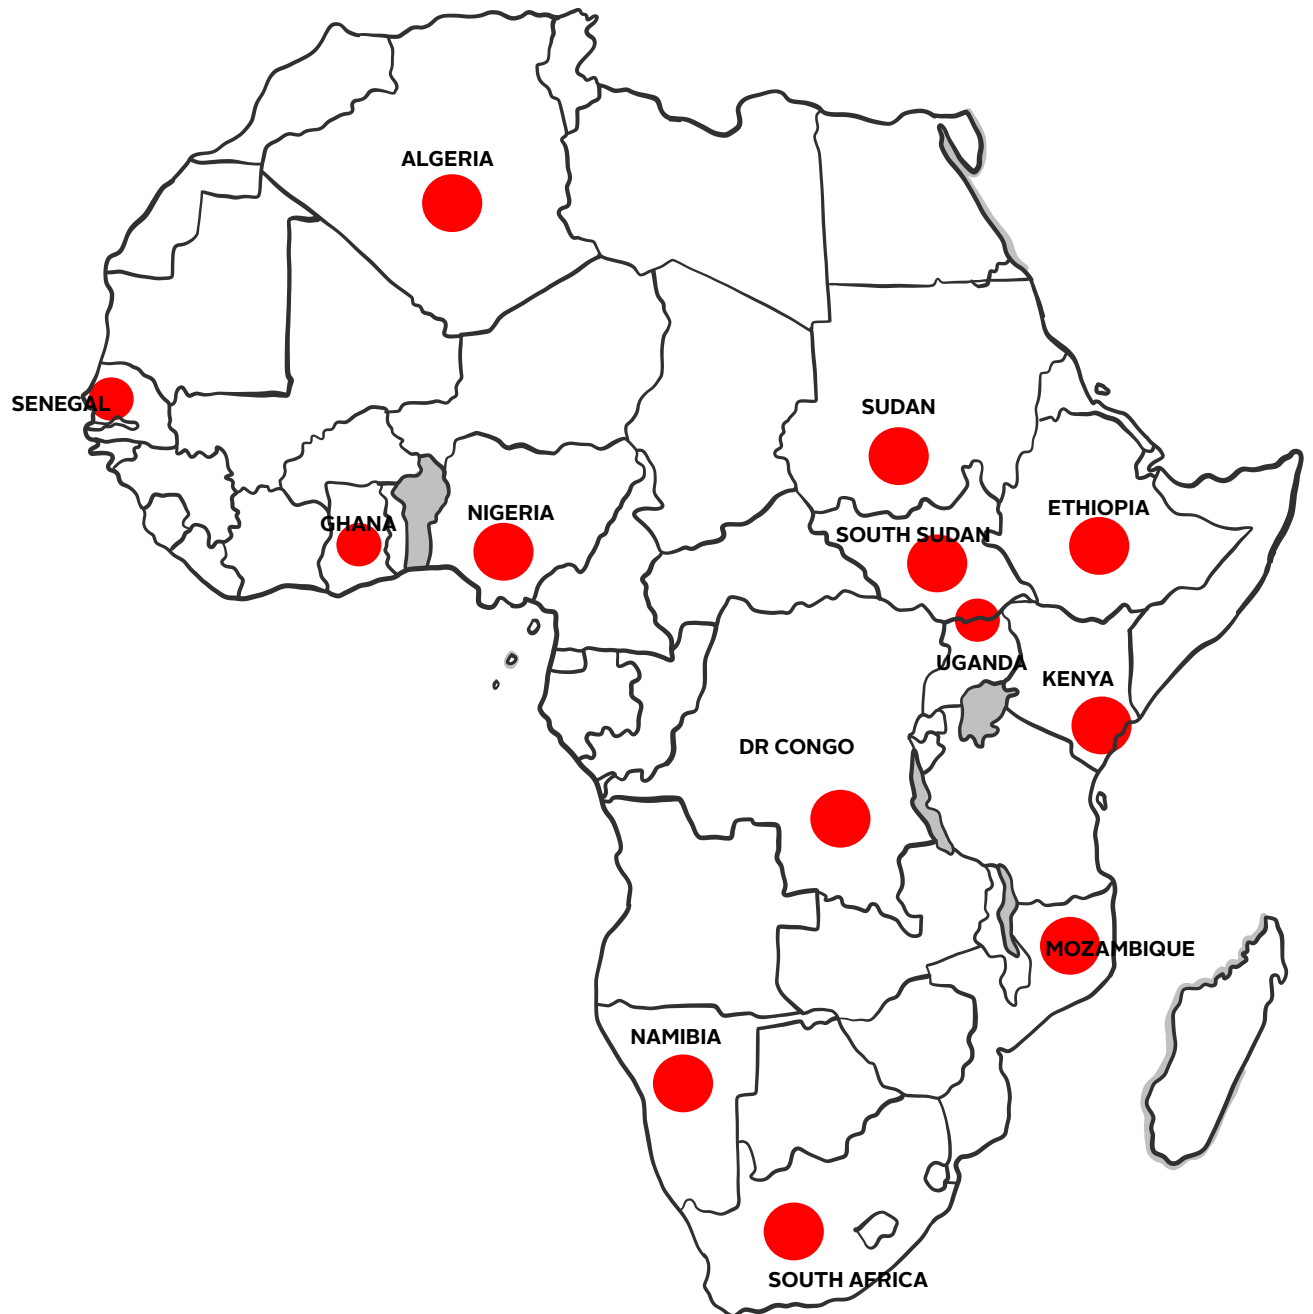 ALGERIA
SENEGAL
SUDAN
GHANA
NIGERIA
ETHIOPIA
SOUTH SUDAN
UGANDA
KENYA
DR CONGO
MOZAMBIQUE
NAMIBIA
SOUTH AFRICA